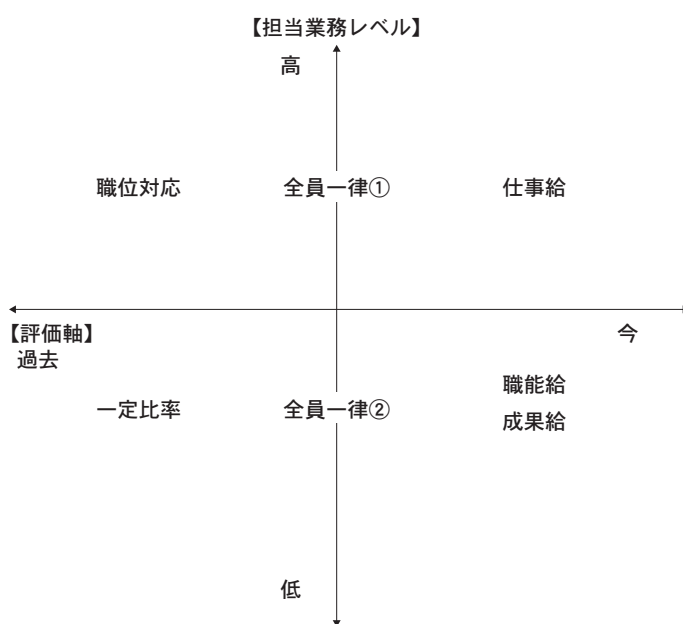 【担当業務レベル】
高
職位対応 全員一律① 仕事給
【評価軸】 今
過去
職能給
一定比率 全員一律② 成果給
低